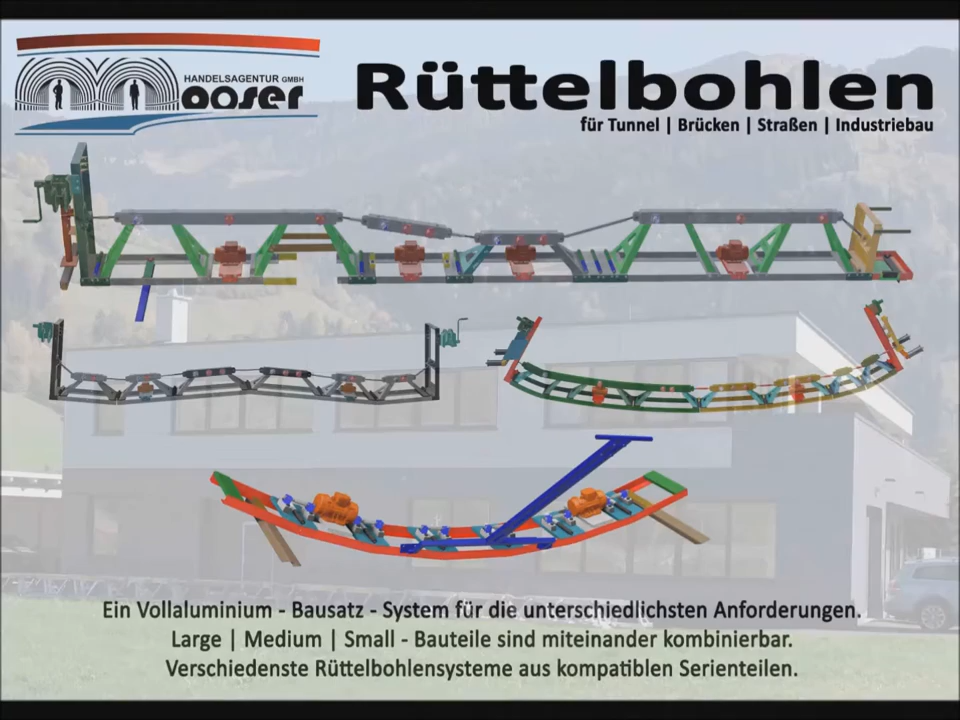 HANDELSAGENTUR GMBH
Mooser
Rüttelbohlen
für Tunnel | Brücken | Straßen | Industriebau
Ein Vollaluminium - Bausatz - System für die unterschiedlichsten Anforderungen.
Large | Medium | Small - Bauteile sind miteinander kombinierbar.
Verschiedenste Rüttelbohlensysteme aus kompatiblen Serienteilen.